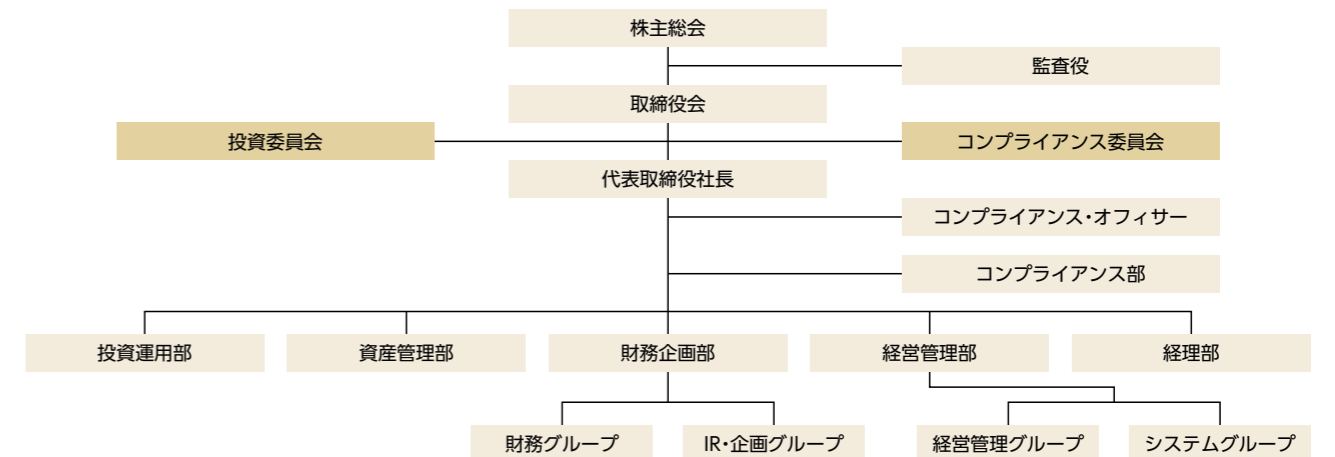 株主総会
監査役
取締役会
投資委員会
コンプライアンス委員会
代表取締役社長
コンプライアンス・オフィサー
コンプライアンス部
投資運用部
資産管理部
財務企画部
経営管理部
経理部
財務グループ
IR・企画グループ
経営管理グループ
システムグループ